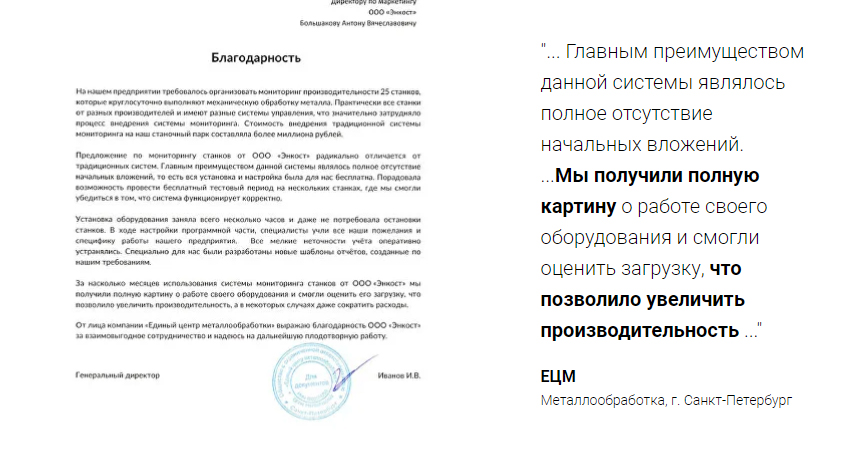 Директору по маркетингу
ООО «Энкост»
Большакову Антону Вячеславовичу
Благодарность
На нашем предприятии требовалось организовать мониторинг производительности 25 станков,
которые круглосуточно выполняют механическую обработку металла. Практически все станки
от разных производителей и имеют разные системы управления, что значительно затрудняло
процесс внедрения системы мониторинга. Стоимость внедрения традиционной системы
мониторинга на наш станочный парк составляла более миллиона рублей.
Предложение по мониторингу станков от ООО «Энкост» радикально отличается от
традиционных систем. Главным преимуществом данной системы являлось полное отсутствие
начальных вложений, то есть вся установка и настройка была для нас бесплатна. Порадовала
возможность провести бесплатный тестовый период на нескольких станках, где мы смогли
убедиться в том, что система функционирует корректно.
Установка оборудования заняла всего несколько часов и даже не потребовала остановки
станков. В ходе настройки программной части, специалисты учли все наши пожелания и
специфику работы нашего предприятия. Все мелкие неточности учёта оперативно
устранялись. Специально для нас были разработаны новые шаблоны отчётов, созданные по
нашим требованиям.
За несколько месяцев использования системы мониторинга станков от ООО «Энкост» мы
получили полную картину о работе своего оборудования и смогли оценить его загрузку, что
позволило увеличить производительность, а в некоторых случаях даже сократить расходы.
От лица компании «Единый центр металлообработки» выражаю благодарность ООО «Энкост»
за взаимовыгодное сотрудничество и надеюсь на дальнейшую плодотворную работу.
Генеральный директор
Для
документов
Санкт-Петербург
Иванов И.В.
"... Главным преимуществом
данной системы являлось
полное отсутствие
начальных вложений.
...Мы получили полную
картину о работе своего
оборудования и смогли
оценить загрузку, что
позволило увеличить
производительность ..."
ЕЦМ
Металлообработка, г. Санкт-Петербург